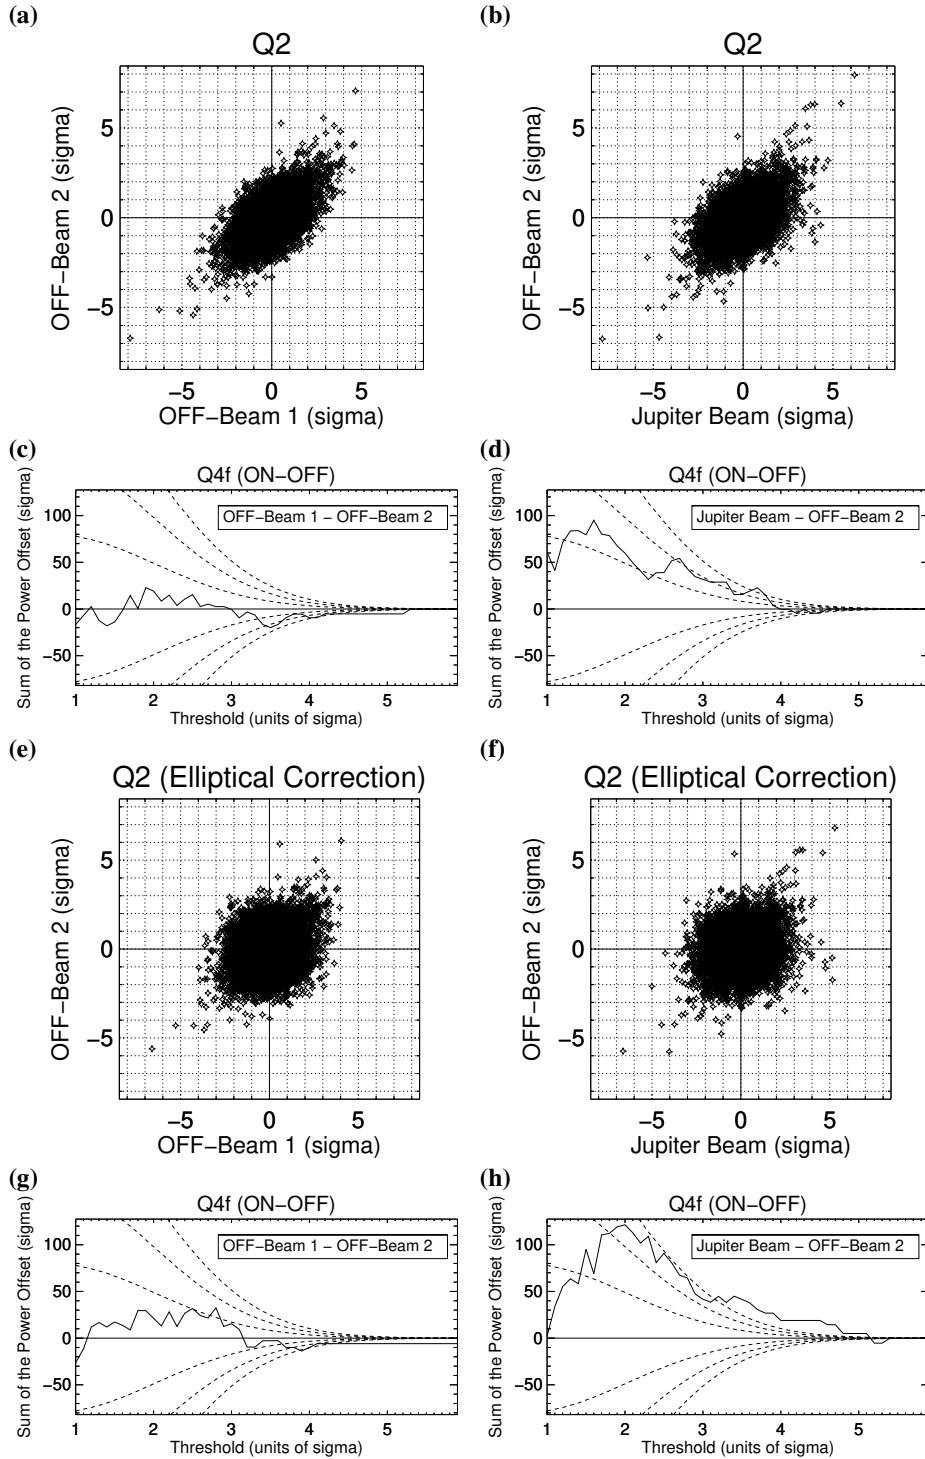 (a)
Q2
OFF-Beam 2 (sigma)
5
0
-5
-5 0 5
OFF-Beam 1 (sigma)
(b)
Q2
OFF-Beam 2 (sigma)
5
0
-5
-5 0 5
Jupiter Beam (sigma)
(c)
Q4f (ON-OFF)
Sum of the Power Offset (sigma)
100
50
0
-50
OFF-Beam 1 - OFF-Beam 2
1 2 3 4 5
Threshold (units of sigma)
(d)
Q4f (ON-OFF)
Sum of the Power Offset (sigma)
100
50
0
-50
Jupiter Beam - OFF-Beam 2
1 2 3 4 5
Threshold (units of sigma)
(e)
Q2 (Elliptical Correction)
OFF-Beam 2 (sigma)
5
0
-5
-5 0 5
OFF-Beam 1 (sigma)
(f)
Q2 (Elliptical Correction)
OFF-Beam 2 (sigma)
5
0
-5
-5 0 5
Jupiter Beam (sigma)
(g)
Q4f (ON-OFF)
Sum of the Power Offset (sigma)
100
50
0
-50
OFF-Beam 1 - OFF-Beam 2
1 2 3 4 5
Threshold (units of sigma)
(h)
Q4f (ON-OFF)
Sum of the Power Offset (sigma)
100
50
0
-50
Jupiter Beam - OFF-Beam 2
1 2 3 4 5
Threshold (units of sigma)